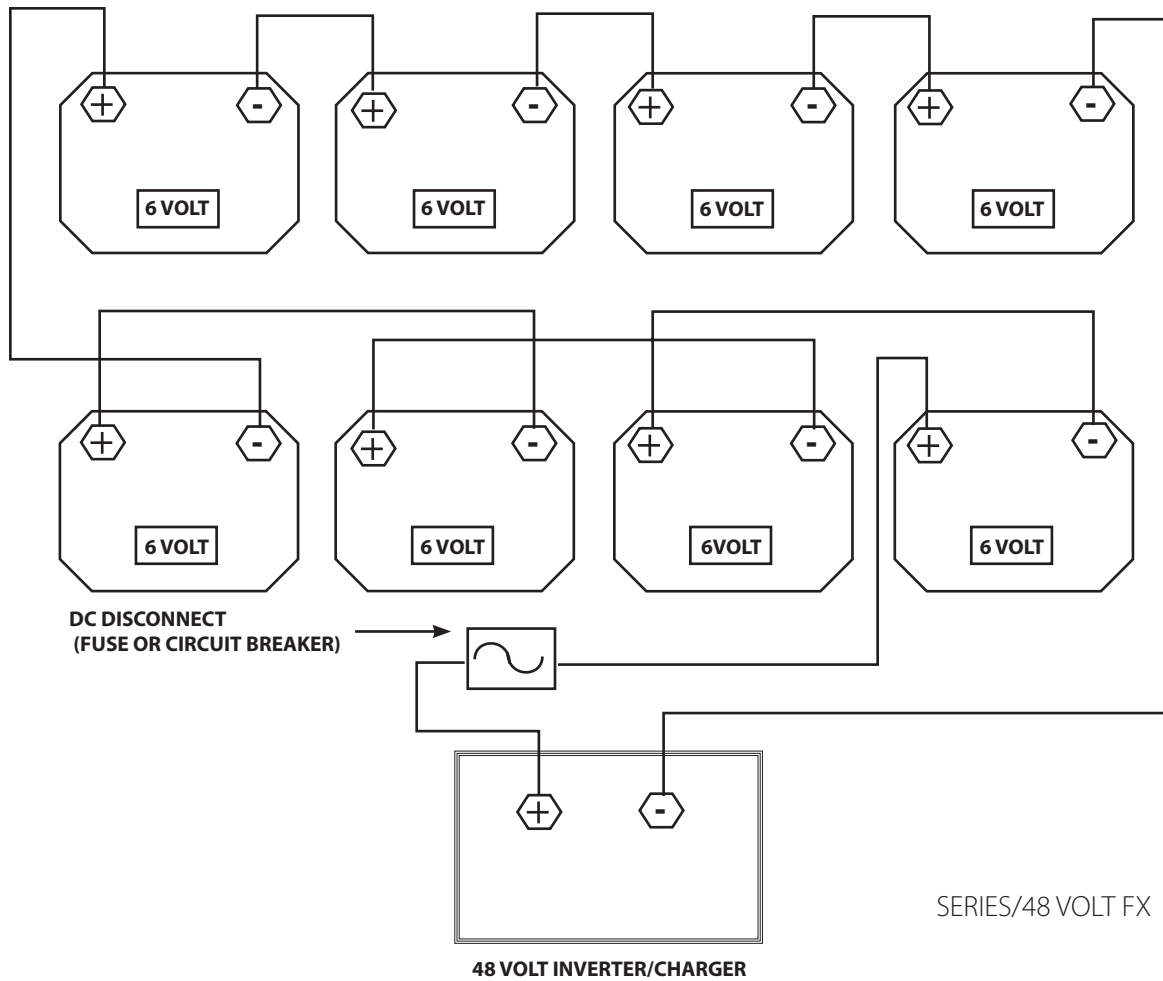 + - + - + - + -
6 VOLT 6 VOLT 6 VOLT 6 VOLT
+ - + - + - + -
6 VOLT 6 VOLT 6VOLT 6 VOLT
DC DISCONNECT
(FUSE OR CIRCUIT BREAKER)
+ -
SERIES/48 VOLT FX
48 VOLT INVERTER/CHARGER